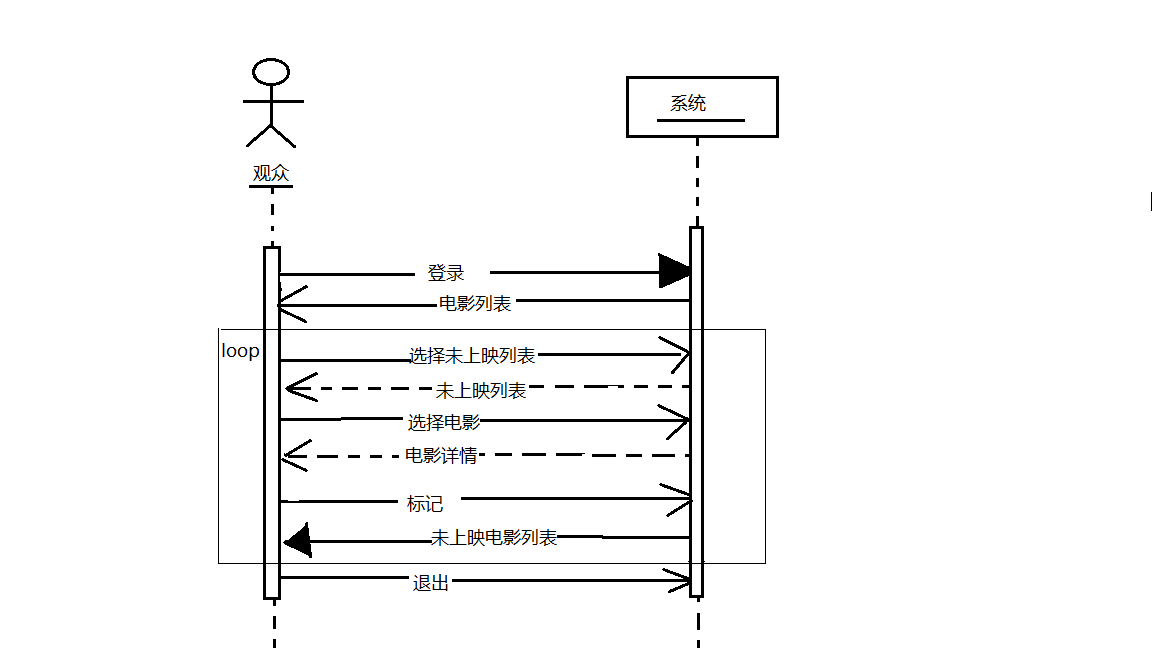 系统
观众
登录
电影列表
loop
选择未上映列表
未上映列表
选择电影
电影详情
标记
未上映电影列表
退出